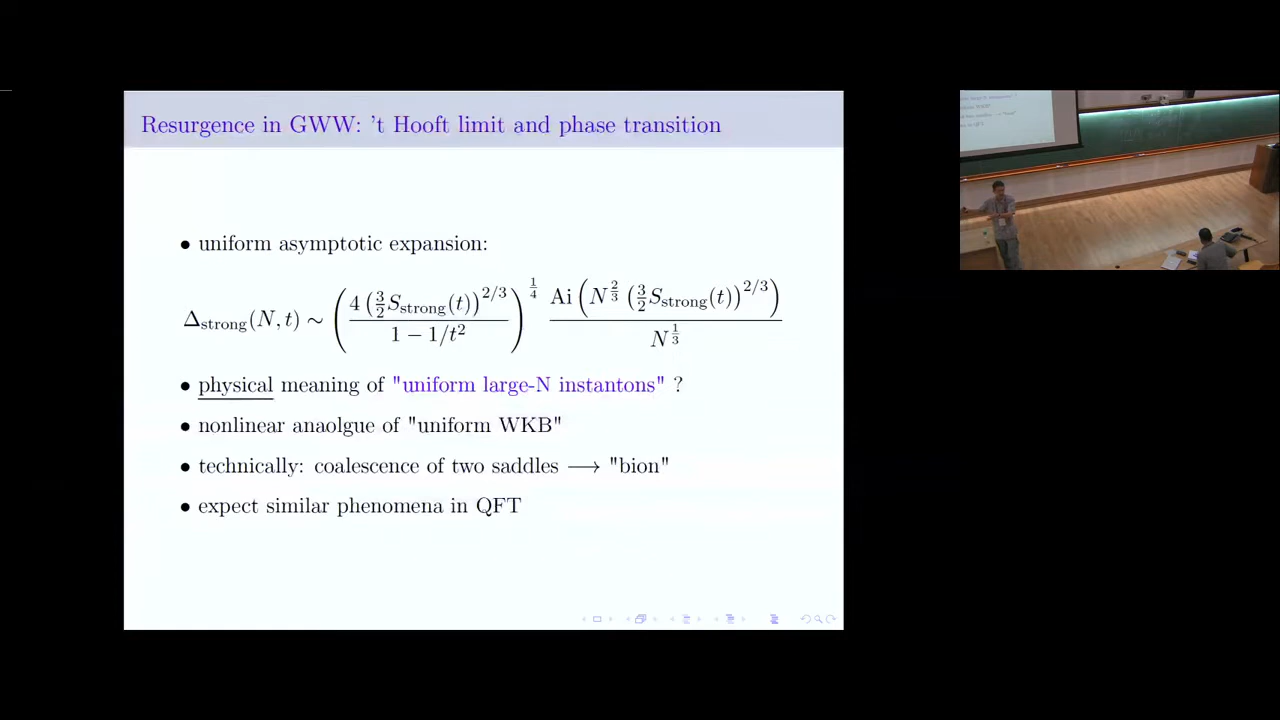 Resurgence in GWW: 't Hooft limit and phase transition
• uniform asymptotic expansion:
Δ_strong(N, t) ∼ (4 (3/2 S_strong(t))^{2/3} / (1 − 1/t²))^{1/4} Ai(N^{2/3} (3/2 S_strong(t))^{2/3}) / N^{1/3}
• physical meaning of "uniform large-N instantons" ?
• nonlinear anaolgue of "uniform WKB"
• technically: coalescence of two saddles ⟶ "bion"
• expect similar phenomena in QFT